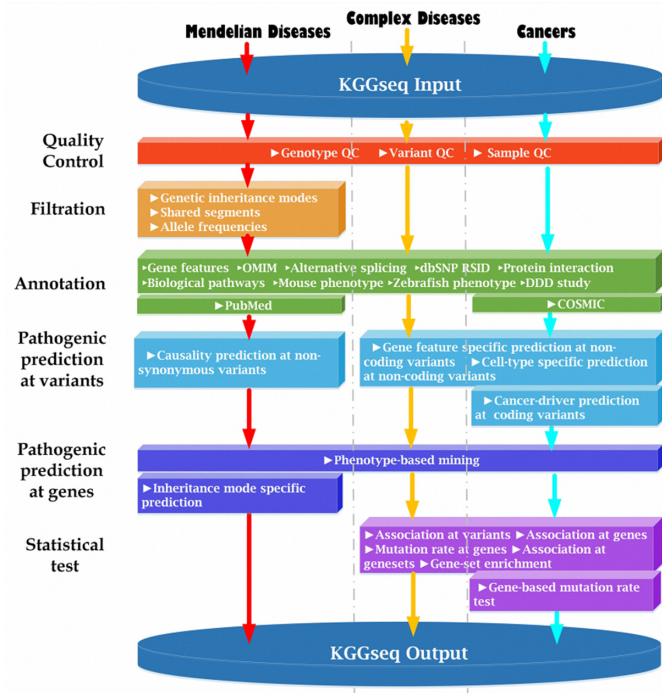 Mendelian Diseases
Complex Diseases
Cancers
KGGseq Input
Quality
Control
▶Genotype QC
▶Variant QC
▶ Sample QC
Filtration
▶Genetic inheritance modes
▶Shared segments
▶Allele frequencies
Annotation
▶Gene features ▶OMIM ▶Alternative splicing ▶dbSNP RSID ▶Protein interaction
▶Biological pathways ▶Mouse phenotype ▶Zebrafish phenotype ▶DDD study
▶PubMed
▶COSMIC
Pathogenic
prediction
at variants
▶Causality prediction at non-
synonymous variants
▶Gene feature specific prediction at non-
coding variants ▶Cell-type specific prediction
at non-coding variants
▶Cancer-driver prediction
at coding variants
Pathogenic
prediction
at genes
▶Phenotype-based mining
▶Inheritance mode specific
prediction
Statistical
test
▶Association at variants ▶Association at genes
▶Mutation rate at genes ▶Association at
genesets ▶Gene-set enrichment
▶Gene-based mutation rate
test
KGGseq Output